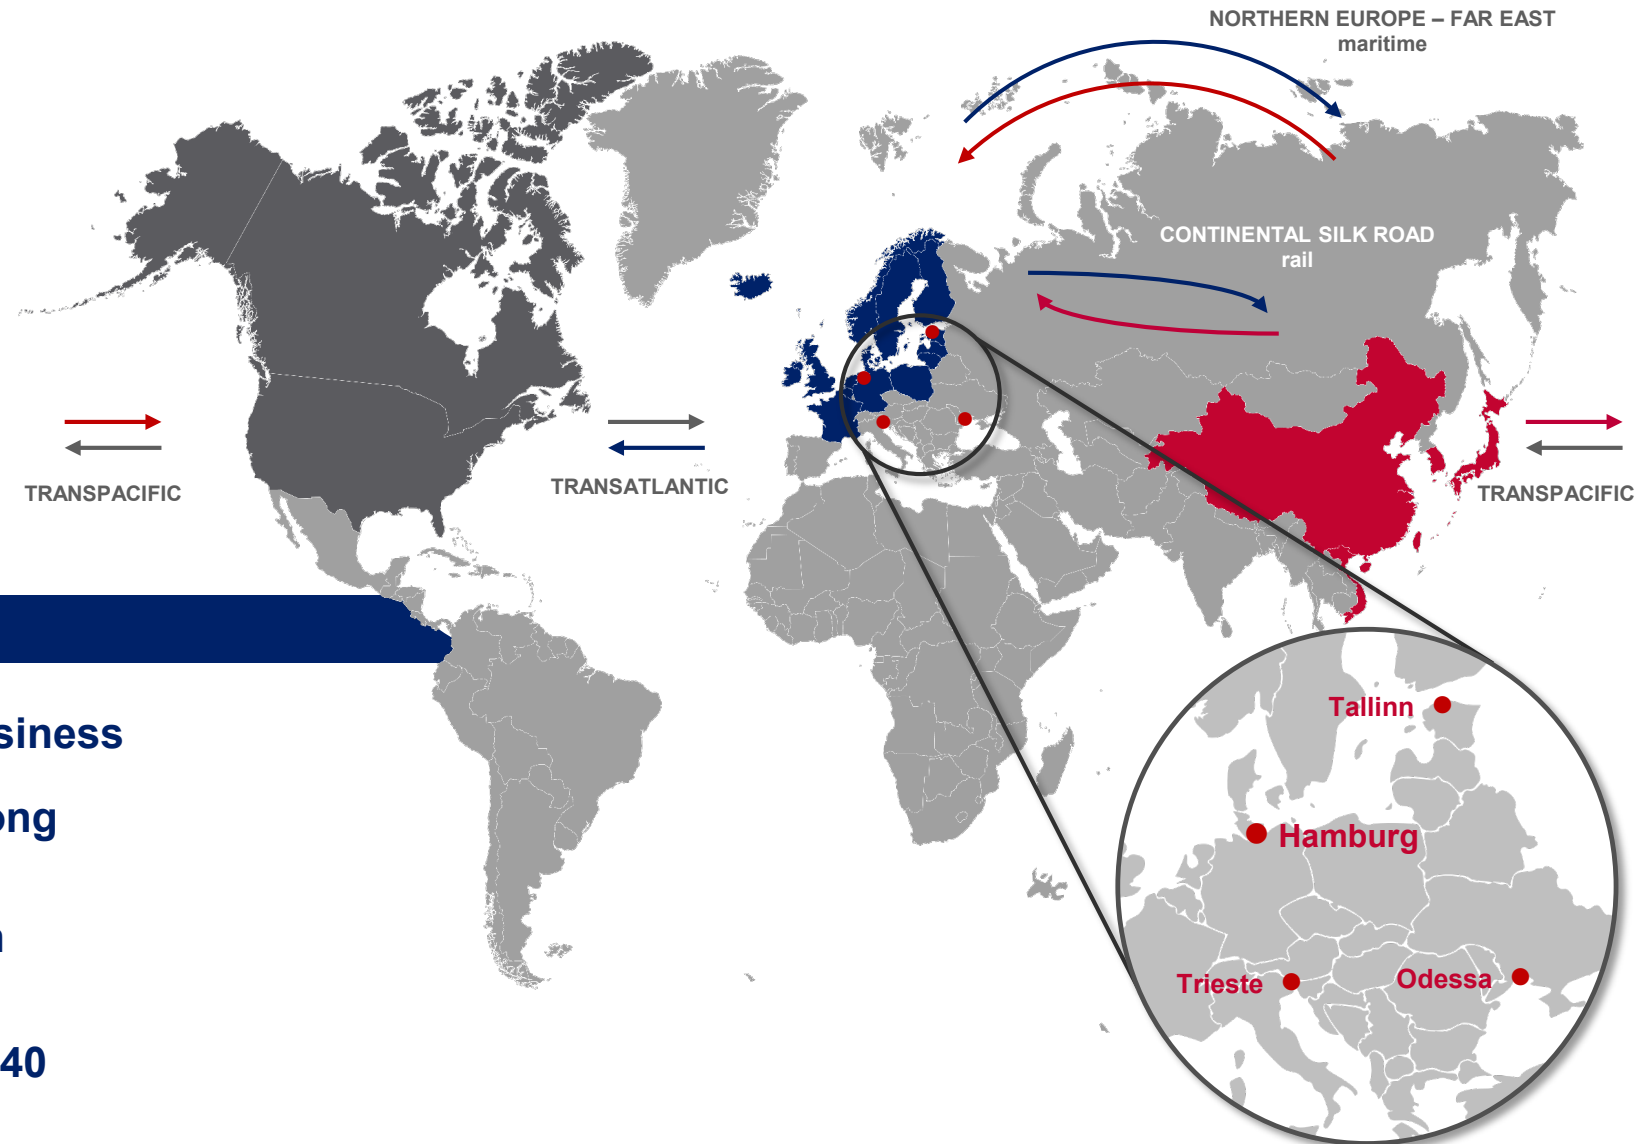 NORTHERN EUROPE – FAR EAST
maritime
CONTINENTAL SILK ROAD
rail
TRANSPACIFIC
TRANSATLANTIC
TRANSPACIFIC
siness
ong
40
Tallinn
Hamburg
Trieste
Odessa